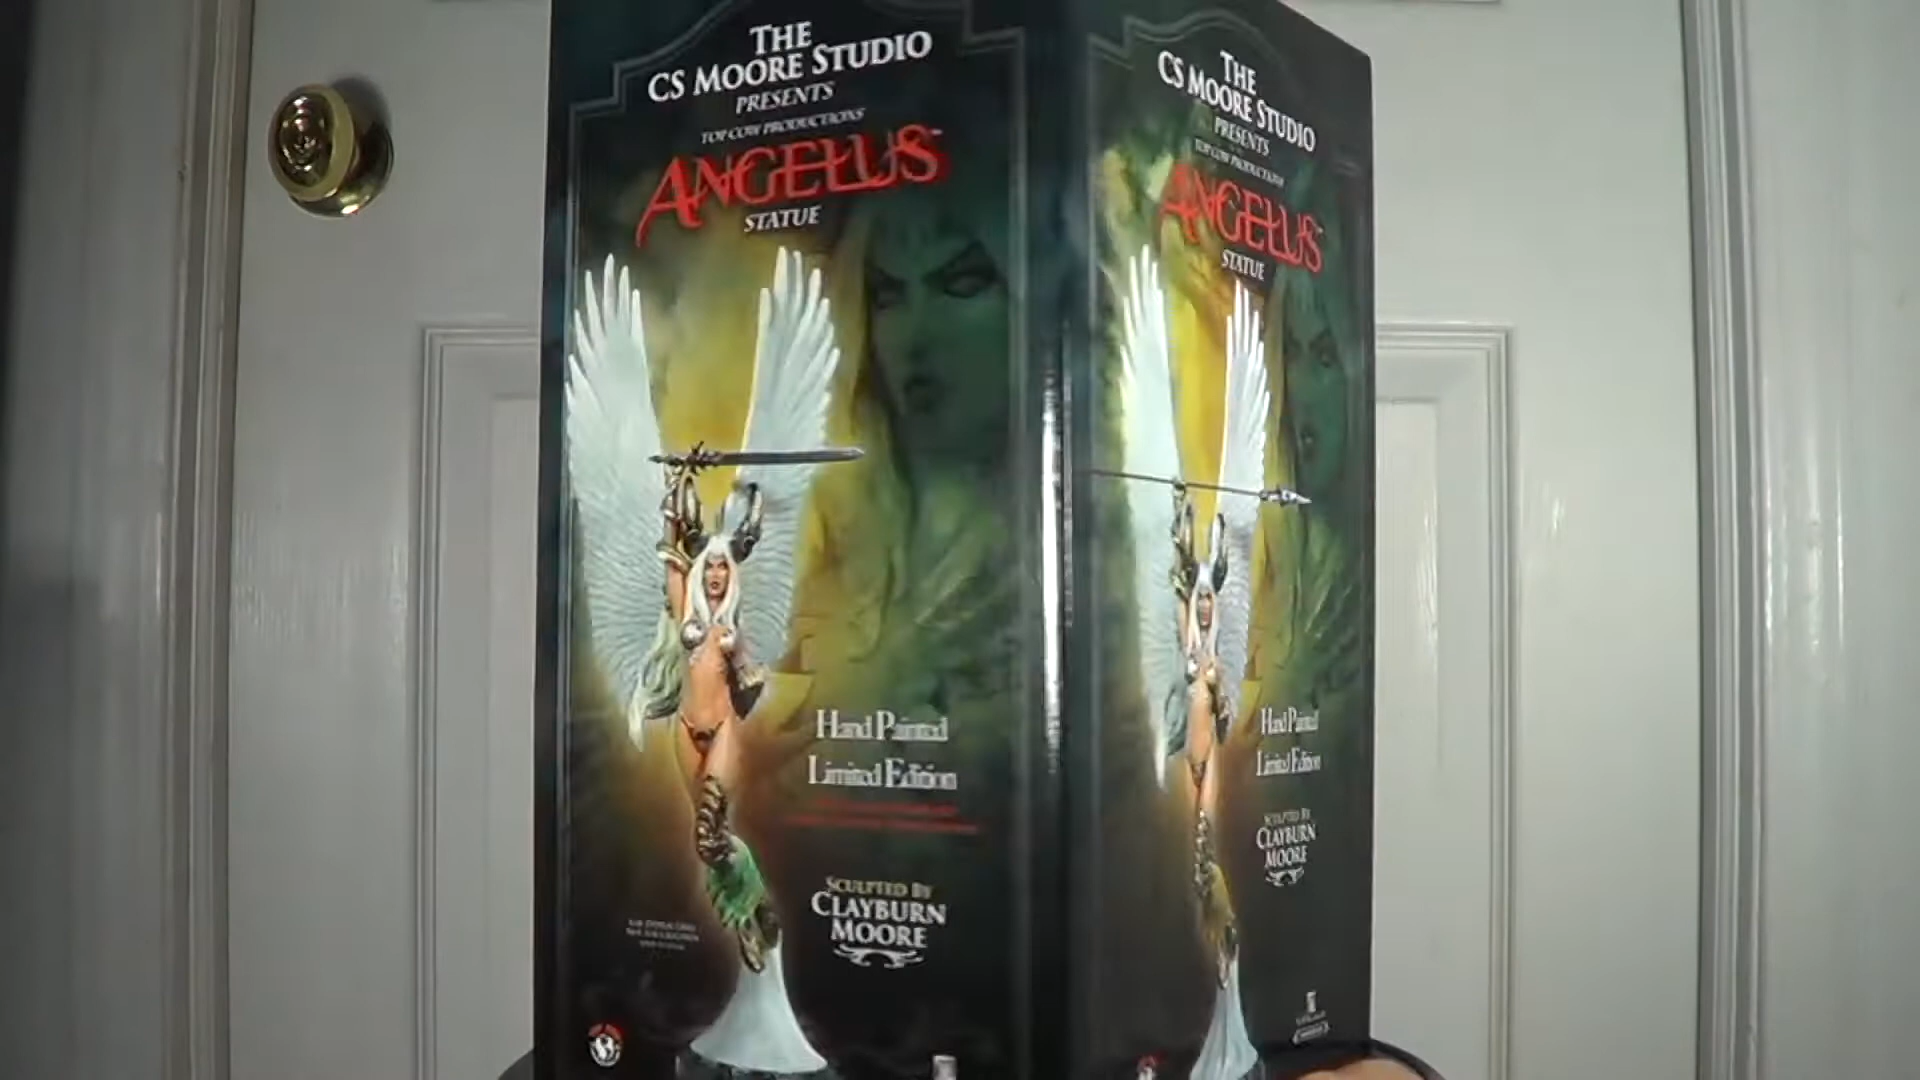 THE
CS MOORE STUDIO
PRESENTS
TOP COW PRODUCTIONS
ANGELUS
STATUE
Hand Painted
Limited Edition
SCULPTED BY
CLAYBURN
MOORE
THE
CS MOORE STUDIO
PRESENTS
TOP COW PRODUCTIONS
ANGELUS
STATUE
Hand Painted
Limited Edition
SCULPTED BY
CLAYBURN
MOORE